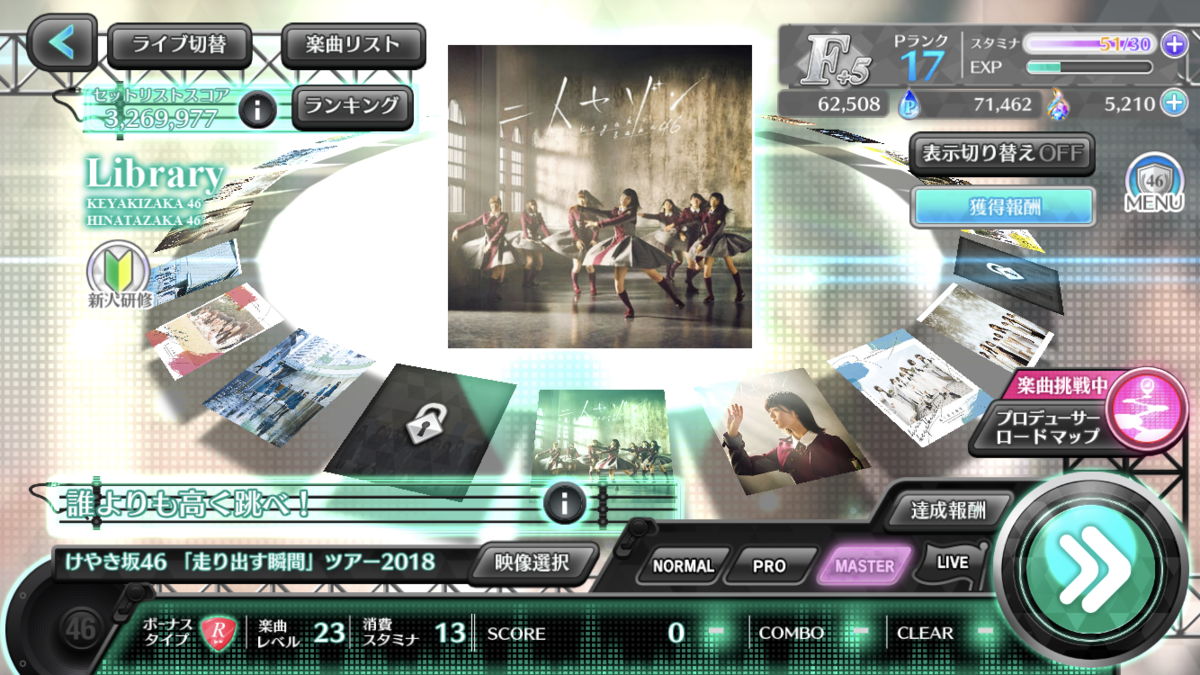 ライブ切替
楽曲リスト
セットリストスコア
3,269,977
i
ランキング
Library
KEYAKIZAKA 46
HINATAZAKA 46
新人研修
二人セゾン
keyakizaka46
F+5
Pランク
17
スタミナ
51/30
EXP
62,508
P
71,462
5,210
表示切り替えOFF
獲得報酬
46
MENU
楽曲挑戦中
プロデューサー
ロードマップ
二人セゾン
誰よりも高く跳べ!
i
達成報酬
けやき坂46 「走り出す瞬間」ツアー2018
映像選択
NORMAL
PRO
MASTER
LIVE
46
ボーナス
タイプ
R
楽曲
レベル
23
消費
スタミナ
13
SCORE
0
-
COMBO
-
CLEAR
-